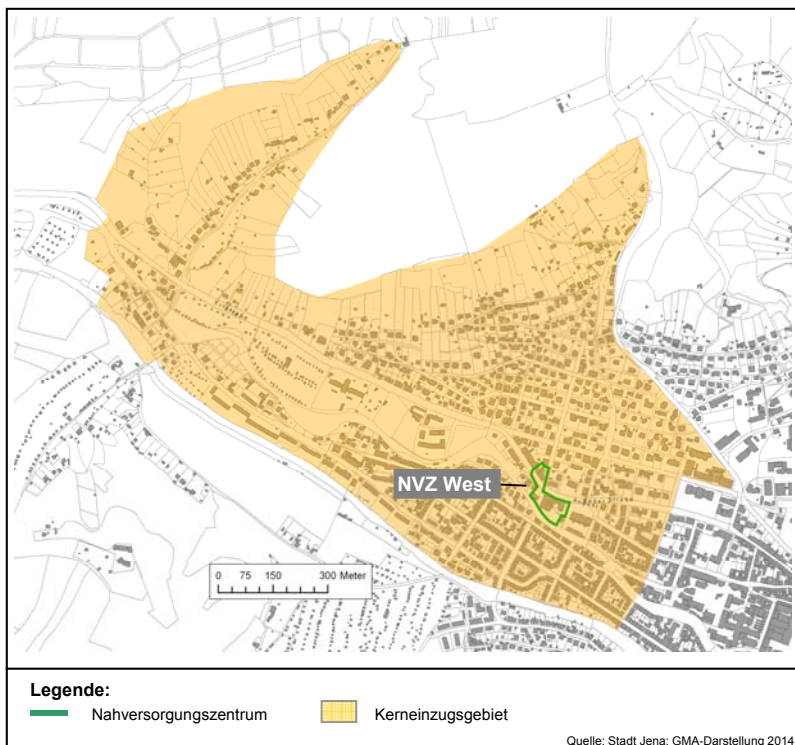 NVZ West
0 75 150 300 Meter
Legende:
Nahversorgungszentrum
Kerneinzugsgebiet
Quelle: Stadt Jena; GMA-Darstellung 2014